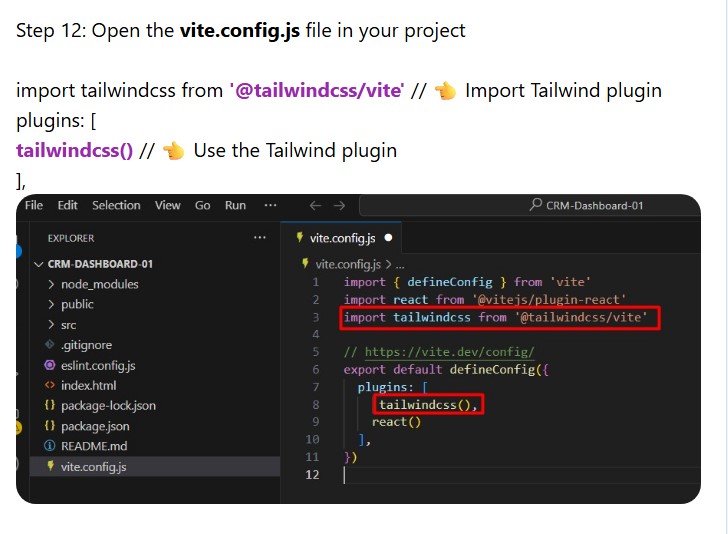 Step 12: Open the vite.config.js file in your project
import tailwindcss from '@tailwindcss/vite' // 👈 Import Tailwind plugin
plugins: [
tailwindcss() // 👈 Use the Tailwind plugin
],
File Edit Selection View Go Run ··· ← → CRM-Dashboard-01
EXPLORER ···
CRM-DASHBOARD-01
> node_modules
> public
> src
.gitignore
eslint.config.js
<> index.html
{} package-lock.json
{} package.json
README.md
vite.config.js
vite.config.js ●
vite.config.js > ...
1 import { defineConfig } from 'vite'
2 import react from '@vitejs/plugin-react'
3 import tailwindcss from '@tailwindcss/vite'
4
5 // https://vite.dev/config/
6 export default defineConfig({
7 plugins: [
8 tailwindcss(),
9 react()
10 ],
11 })
12